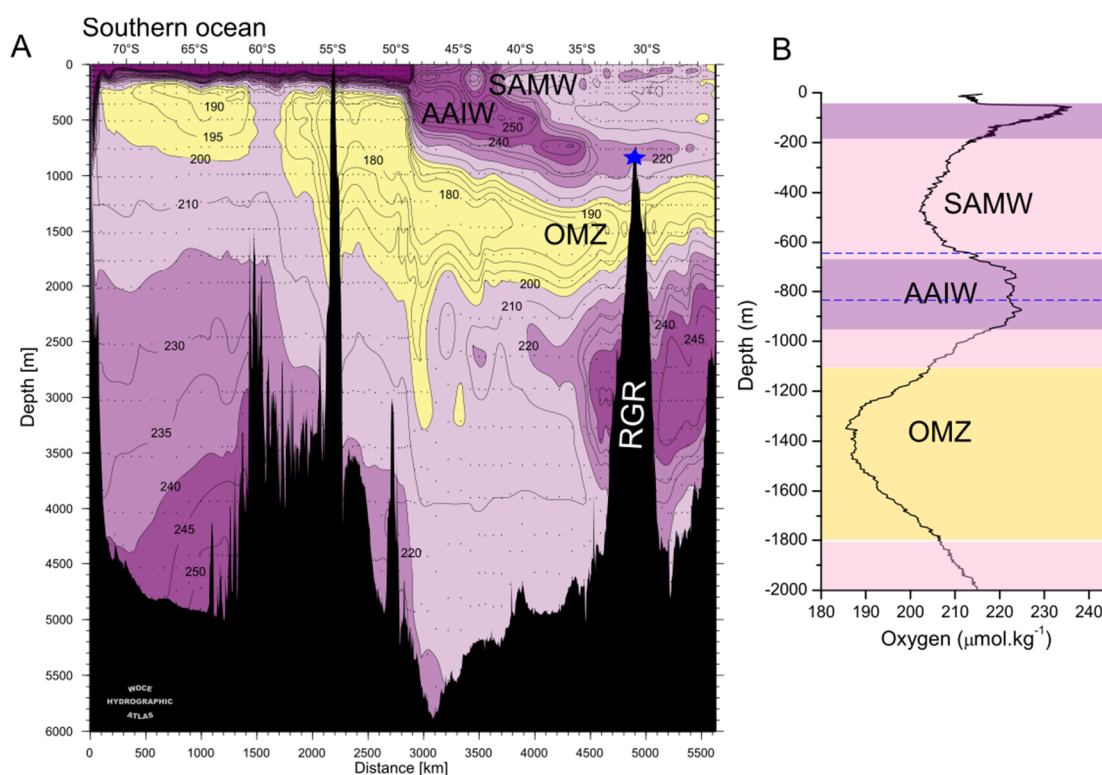 A
Southern ocean
70°S 65°S 60°S 55°S 50°S 45°S 40°S 35°S 30°S
0
500
1000
1500
2000
2500
3000
3500
4000
4500
5000
5500
6000
Depth [m]
190
195
200
180
210
230
235
240
245
250
220
180
SAMW
AAIW
250
240
220
190
OMZ
200
210
220
240
245
RGR
WOCE
HYDROGRAPHIC
ATLAS
0 500 1000 1500 2000 2500 3000 3500 4000 4500 5000 5500
Distance [km]
B
0
-200
-400
-600
-800
-1000
-1200
-1400
-1600
-1800
-2000
Depth (m)
SAMW
AAIW
OMZ
180 190 200 210 220 230 240
Oxygen (μmol.kg⁻¹)